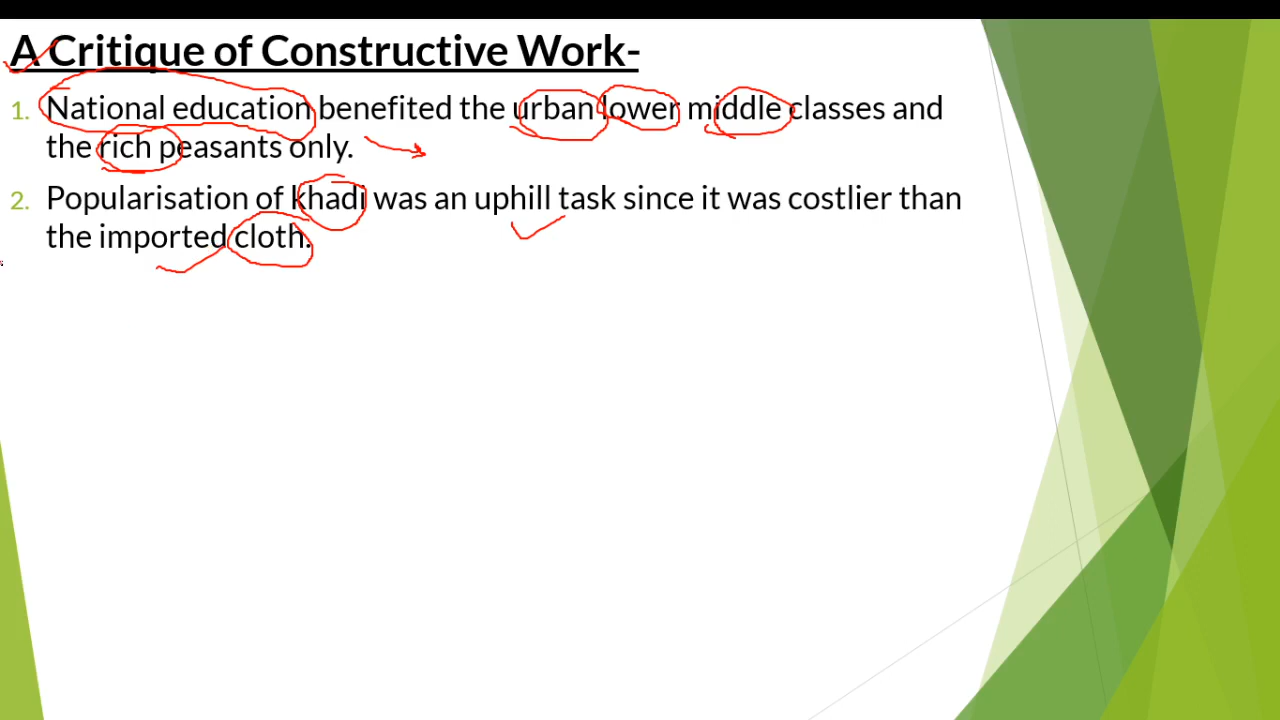 A Critique of Constructive Work-
1. National education benefited the urban lower middle classes and
the rich peasants only.
2. Popularisation of khadi was an uphill task since it was costlier than
the imported cloth.